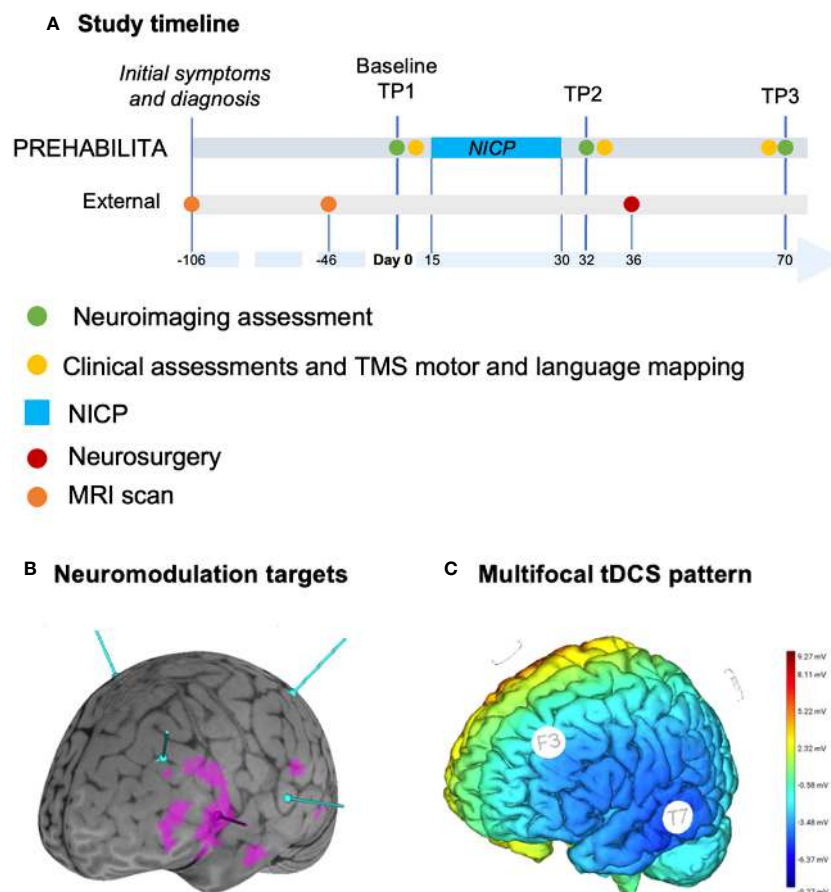 A Study timeline
Initial symptoms
and diagnosis
Baseline
TP1
TP2
TP3
PREHABILITA
NICP
External
-106
-46
Day 0
15
30
32
36
70
Neuroimaging assessment
Clinical assessments and TMS motor and language mapping
NICP
Neurosurgery
MRI scan
B Neuromodulation targets
C Multifocal tDCS pattern
F3
T7
9.27 mV
8.11 mV
5.22 mV
2.32 mV
-0.58 mV
-3.48 mV
-6.37 mV